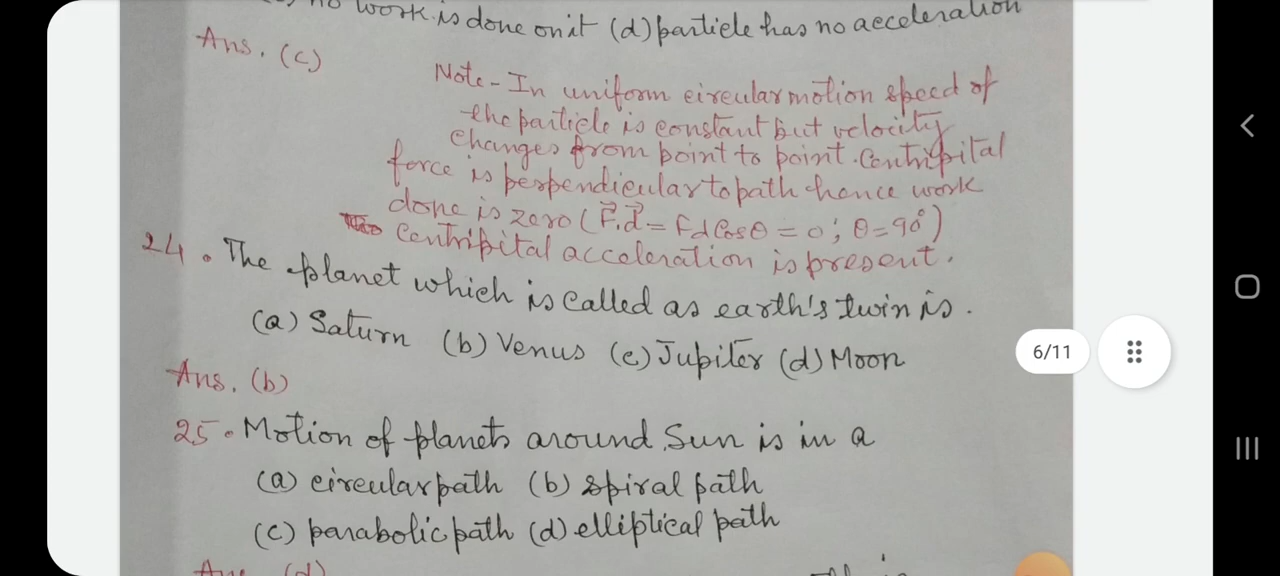 no work is done on it (d) particle has no acceleration
Ans. (c)
Note - In uniform circular motion speed of
the particle is constant but velocity
changes from point to point. Centripital
force is perpendicular to path hence work
done is zero (F⃗.d⃗ = Fd Cosθ = 0 ; θ = 90°)
Centripital acceleration is present.
24. The planet which is called as earth's twin is.
(a) Saturn (b) Venus (c) Jupiter (d) Moon
6/11
Ans. (b)
25. Motion of planets around Sun is in a
(a) circular path (b) spiral path
(c) parabolic path (d) elliptical path
Ans. (d)